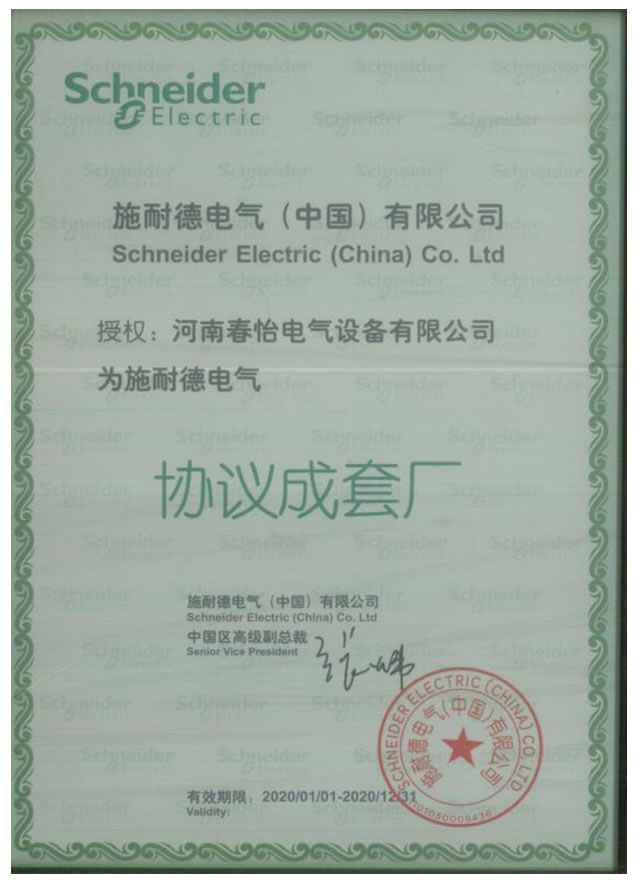 Schneider
Electric
施耐德电气（中国）有限公司
Schneider Electric (China) Co. Ltd
授权：河南春怡电气设备有限公司
为施耐德电气
协议成套厂
施耐德电气（中国）有限公司
Schneider Electric (China) Co. Ltd
中国区高级副总裁
Senior Vice President
SCHNEIDER ELECTRIC (CHINA) CO. LTD
施耐德电气(中国)有限公司
有效期限：2020/01/01-2020/12/31
Validity: